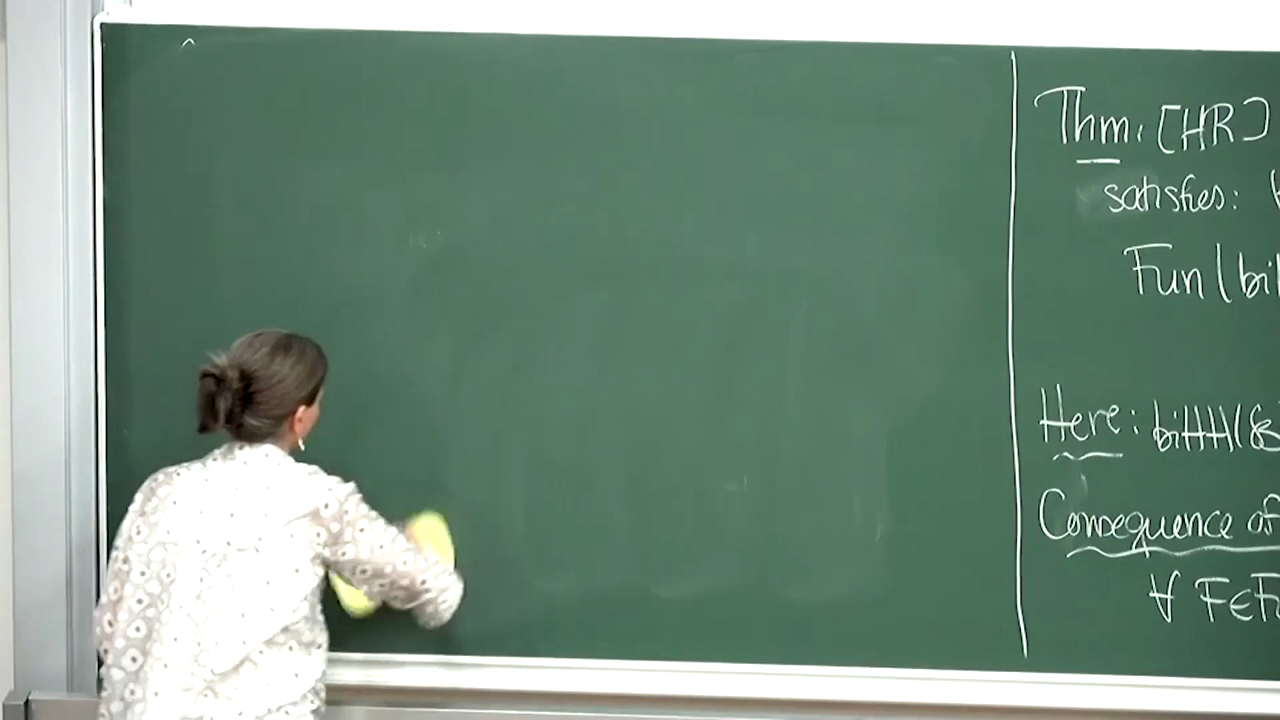 Thm: [HR]
satisfies:
Fun(bi
Here: biHH(
Consequence of
∀ F∈F